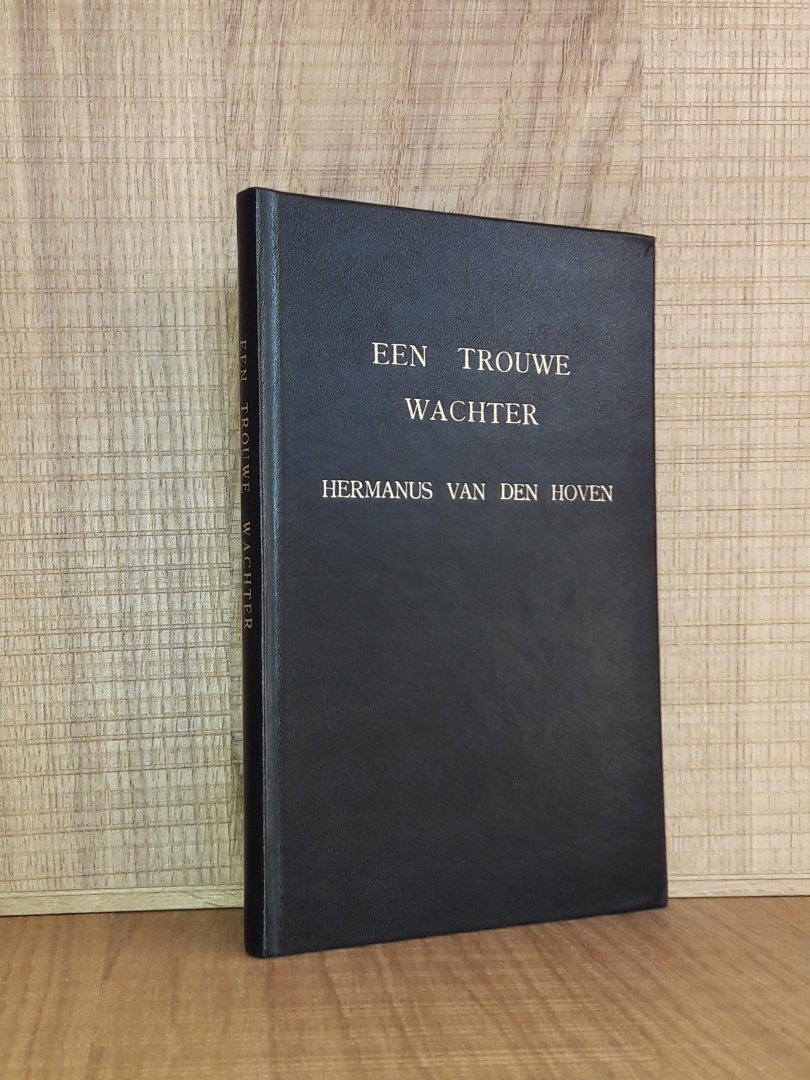 EEN TROUWE
WACHTER
HERMANUS VAN DEN HOVEN
EEN TROUWE WACHTER